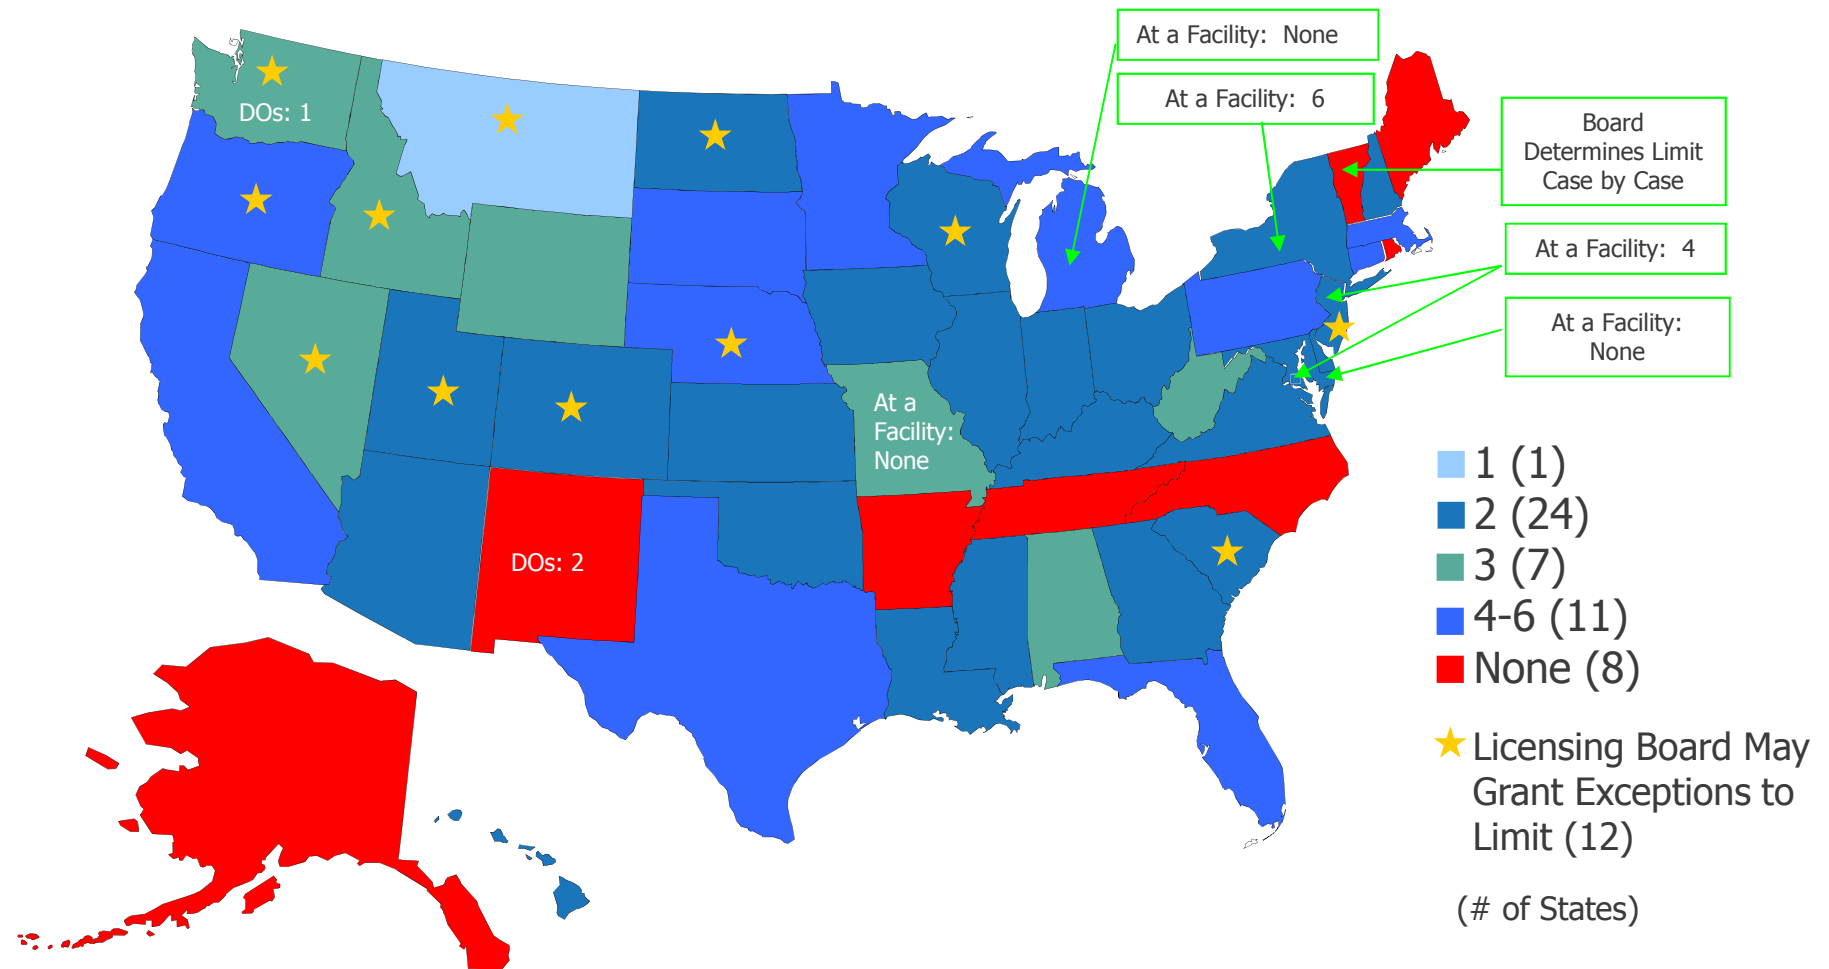 At a Facility: None
At a Facility: 6
Board
Determines Limit
Case by Case
At a Facility: 4
At a Facility:
None
DOs: 1
At a
Facility:
None
DOs: 2
1 (1)
2 (24)
3 (7)
4-6 (11)
None (8)
Licensing Board May
Grant Exceptions to
Limit (12)
(# of States)